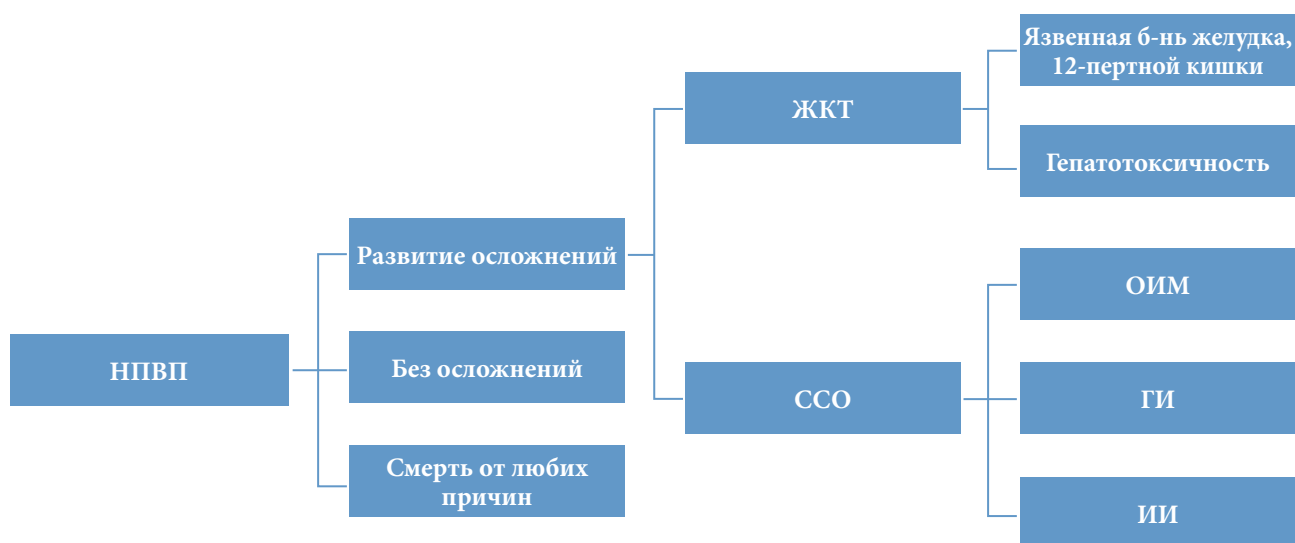 НПВП
Развитие осложнений
Без осложнений
Смерть от любых
причин
ЖКТ
ССО
Язвенная б-нь желудка,
12-пертной кишки
Гепатотоксичность
ОИМ
ГИ
ИИ